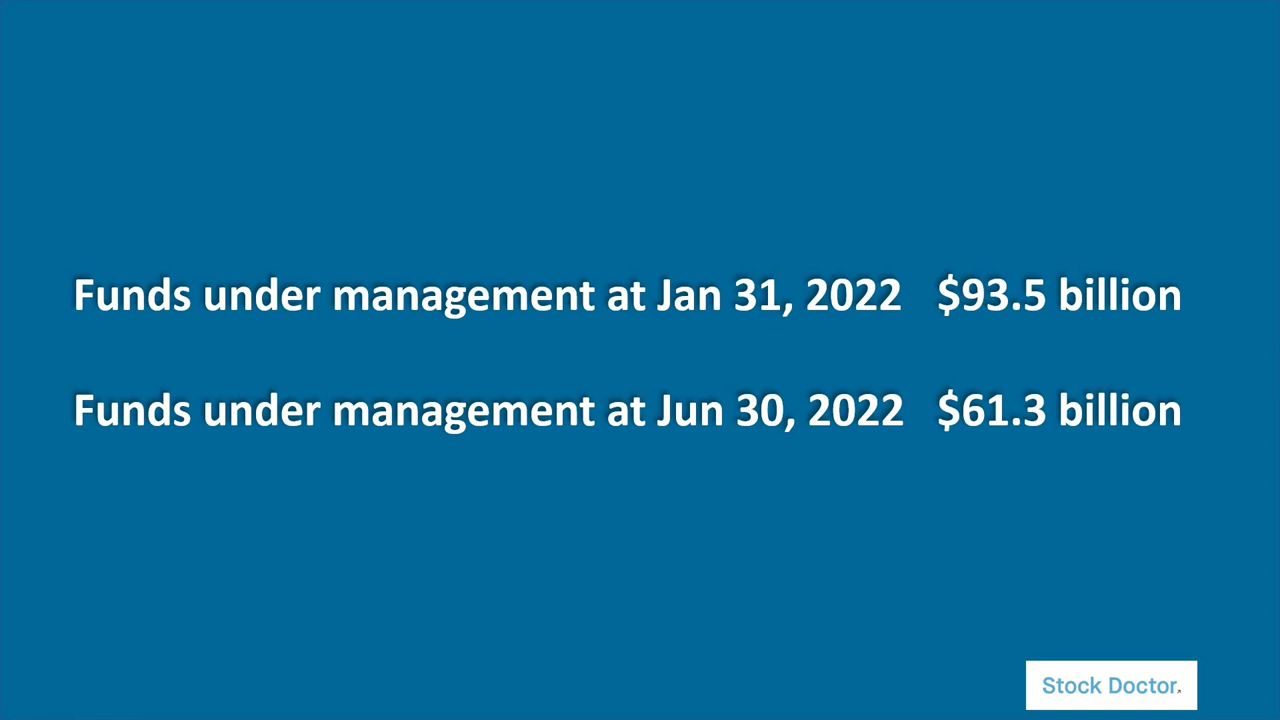 Funds under management at Jan 31, 2022 $93.5 billion
Funds under management at Jun 30, 2022 $61.3 billion
Stock Doctor.